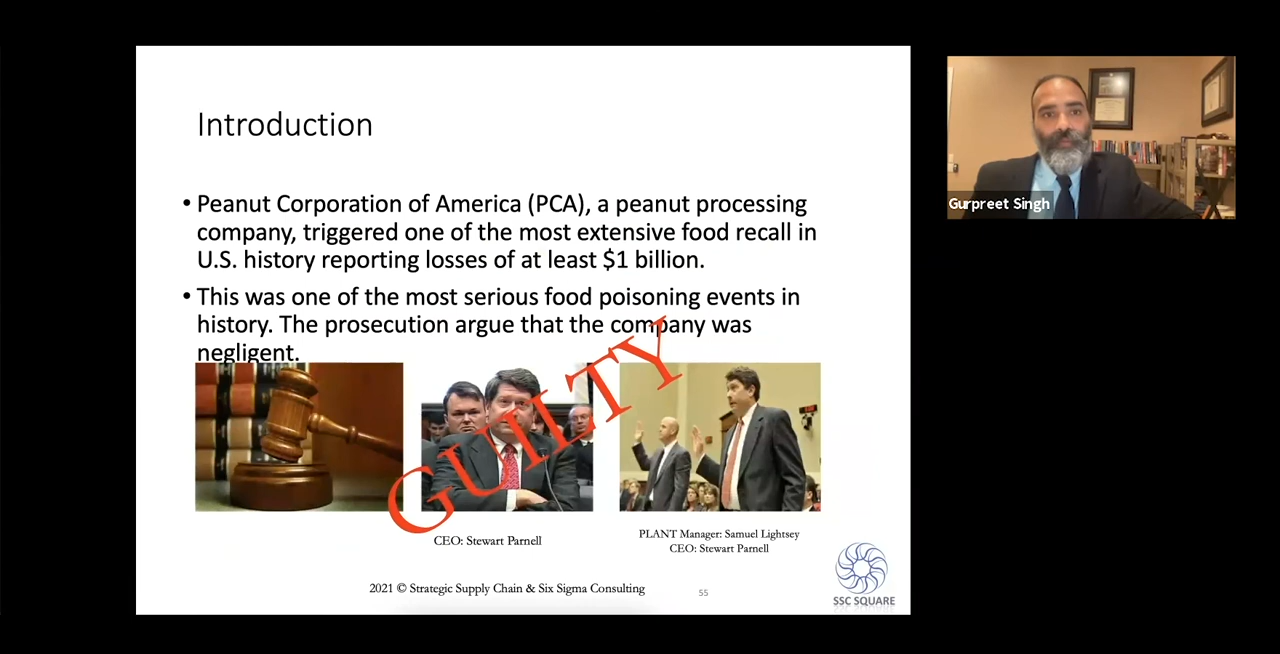 Introduction
• Peanut Corporation of America (PCA), a peanut processing
company, triggered one of the most extensive food recall in
U.S. history reporting losses of at least $1 billion.
• This was one of the most serious food poisoning events in
history. The prosecution argue that the company was
negligent.
GUILTY
CEO: Stewart Parnell
PLANT Manager: Samuel Lightsey
CEO: Stewart Parnell
2021 © Strategic Supply Chain & Six Sigma Consulting
55
SSC SQUARE
Gurpreet Singh